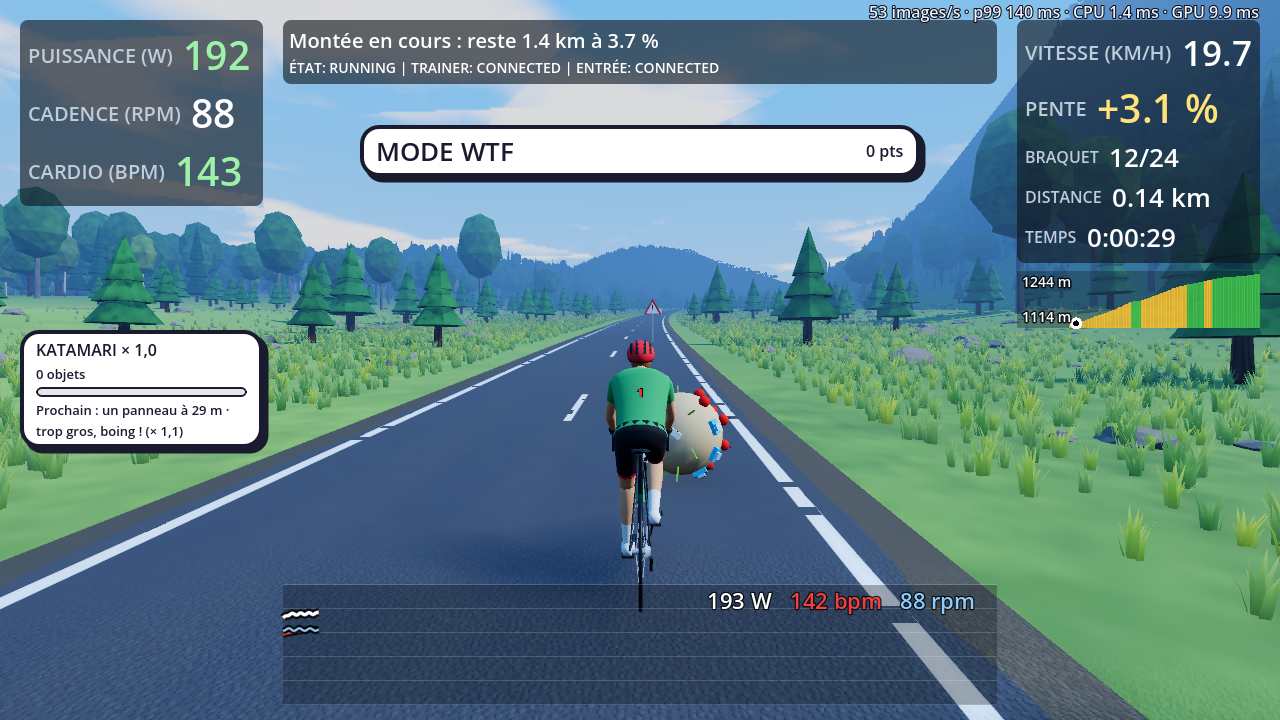 53 images/s · p99 140 ms · CPU 1.4 ms · GPU 9.9 ms
PUISSANCE (W) 192
CADENCE (RPM) 88
CARDIO (BPM) 143
Montée en cours : reste 1.4 km à 3.7 %
ÉTAT: RUNNING | TRAINER: CONNECTED | ENTRÉE: CONNECTED
MODE WTF 0 pts
VITESSE (KM/H) 19.7
PENTE +3.1 %
BRAQUET 12/24
DISTANCE 0.14 km
TEMPS 0:00:29
1244 m
1114 m
KATAMARI × 1,0
0 objets
Prochain : un panneau à 29 m ·
trop gros, boing ! (× 1,1)
1
193 W 142 bpm 88 rpm